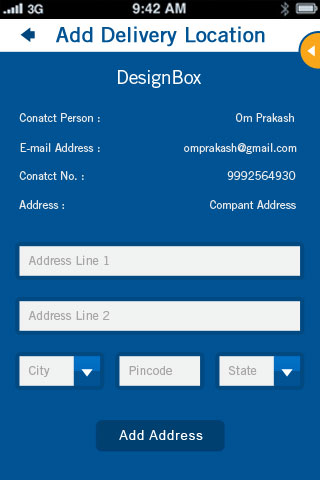 3G 9:42 AM
Add Delivery Location
DesignBox
Conatct Person : Om Prakash
E-mail Address : omprakash@gmail.com
Conatct No. : 9992564930
Address : Compant Address
Address Line 1
Address Line 2
City Pincode State
Add Address